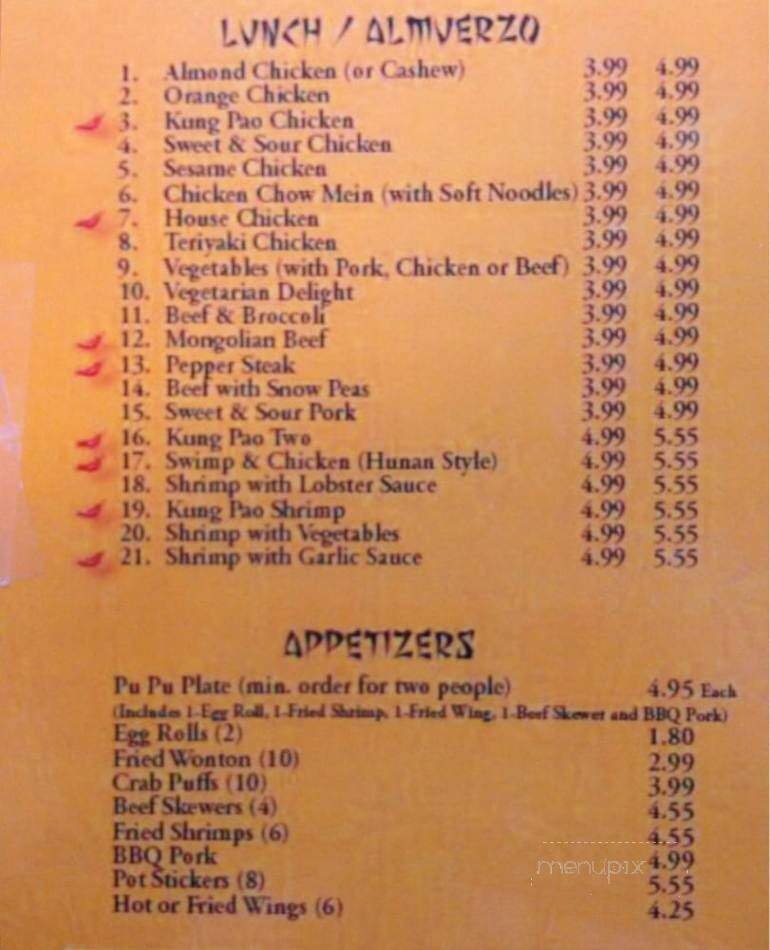 LUNCH / ALMUERZO
1. Almond Chicken (or Cashew) 3.99 4.99
2. Orange Chicken 3.99 4.99
3. Kung Pao Chicken 3.99 4.99
4. Sweet & Sour Chicken 3.99 4.99
5. Sesame Chicken 3.99 4.99
6. Chicken Chow Mein (with Soft Noodles) 3.99 4.99
7. House Chicken 3.99 4.99
8. Teriyaki Chicken 3.99 4.99
9. Vegetables (with Pork, Chicken or Beef) 3.99 4.99
10. Vegetarian Delight 3.99 4.99
11. Beef & Broccoli 3.99 4.99
12. Mongolian Beef 3.99 4.99
13. Pepper Steak 3.99 4.99
14. Beef with Snow Peas 3.99 4.99
15. Sweet & Sour Pork 3.99 4.99
16. Kung Pao Two 4.99 5.55
17. Swimp & Chicken (Hunan Style) 4.99 5.55
18. Shrimp with Lobster Sauce 4.99 5.55
19. Kung Pao Shrimp 4.99 5.55
20. Shrimp with Vegetables 4.99 5.55
21. Shrimp with Garlic Sauce 4.99 5.55
APPETIZERS
Pu Pu Plate (min. order for two people) 4.95 Each
(Includes 1-Egg Roll, 1-Fried Shrimp, 1-Fried Wing, 1-Beef Skewer and BBQ Pork)
Egg Rolls (2) 1.80
Fried Wonton (10) 2.99
Crab Puffs (10) 3.99
Beef Skewers (4) 4.55
Fried Shrimps (6) 4.55
BBQ Pork 4.99
menupix
Pot Stickers (8) 5.55
Hot or Fried Wings (6) 4.25